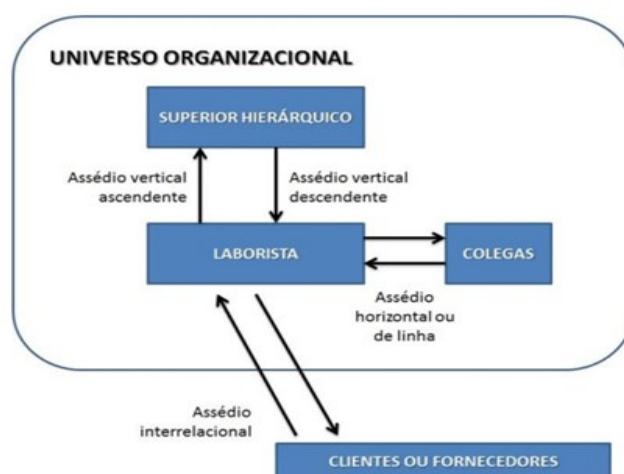 UNIVERSO ORGANIZACIONAL
SUPERIOR HIERÁRQUICO
Assédio vertical
ascendente
Assédio vertical
descendente
LABORISTA
COLEGAS
Assédio
horizontal ou
de linha
Assédio
interrelacional
CLIENTES OU FORNECEDORES